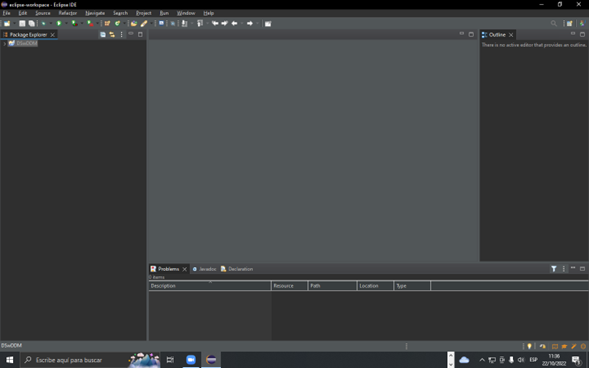 eclipse-workspace - Eclipse IDE
File Edit Source Refactor Navigate Search Project Run Window Help
Package Explorer
Outline
There is no active editor that provides an outline.
Problems Javadoc Declaration
0 items
Description Resource Path Location Type
Escribe aquí para buscar
ESP
11:36
22/10/2022